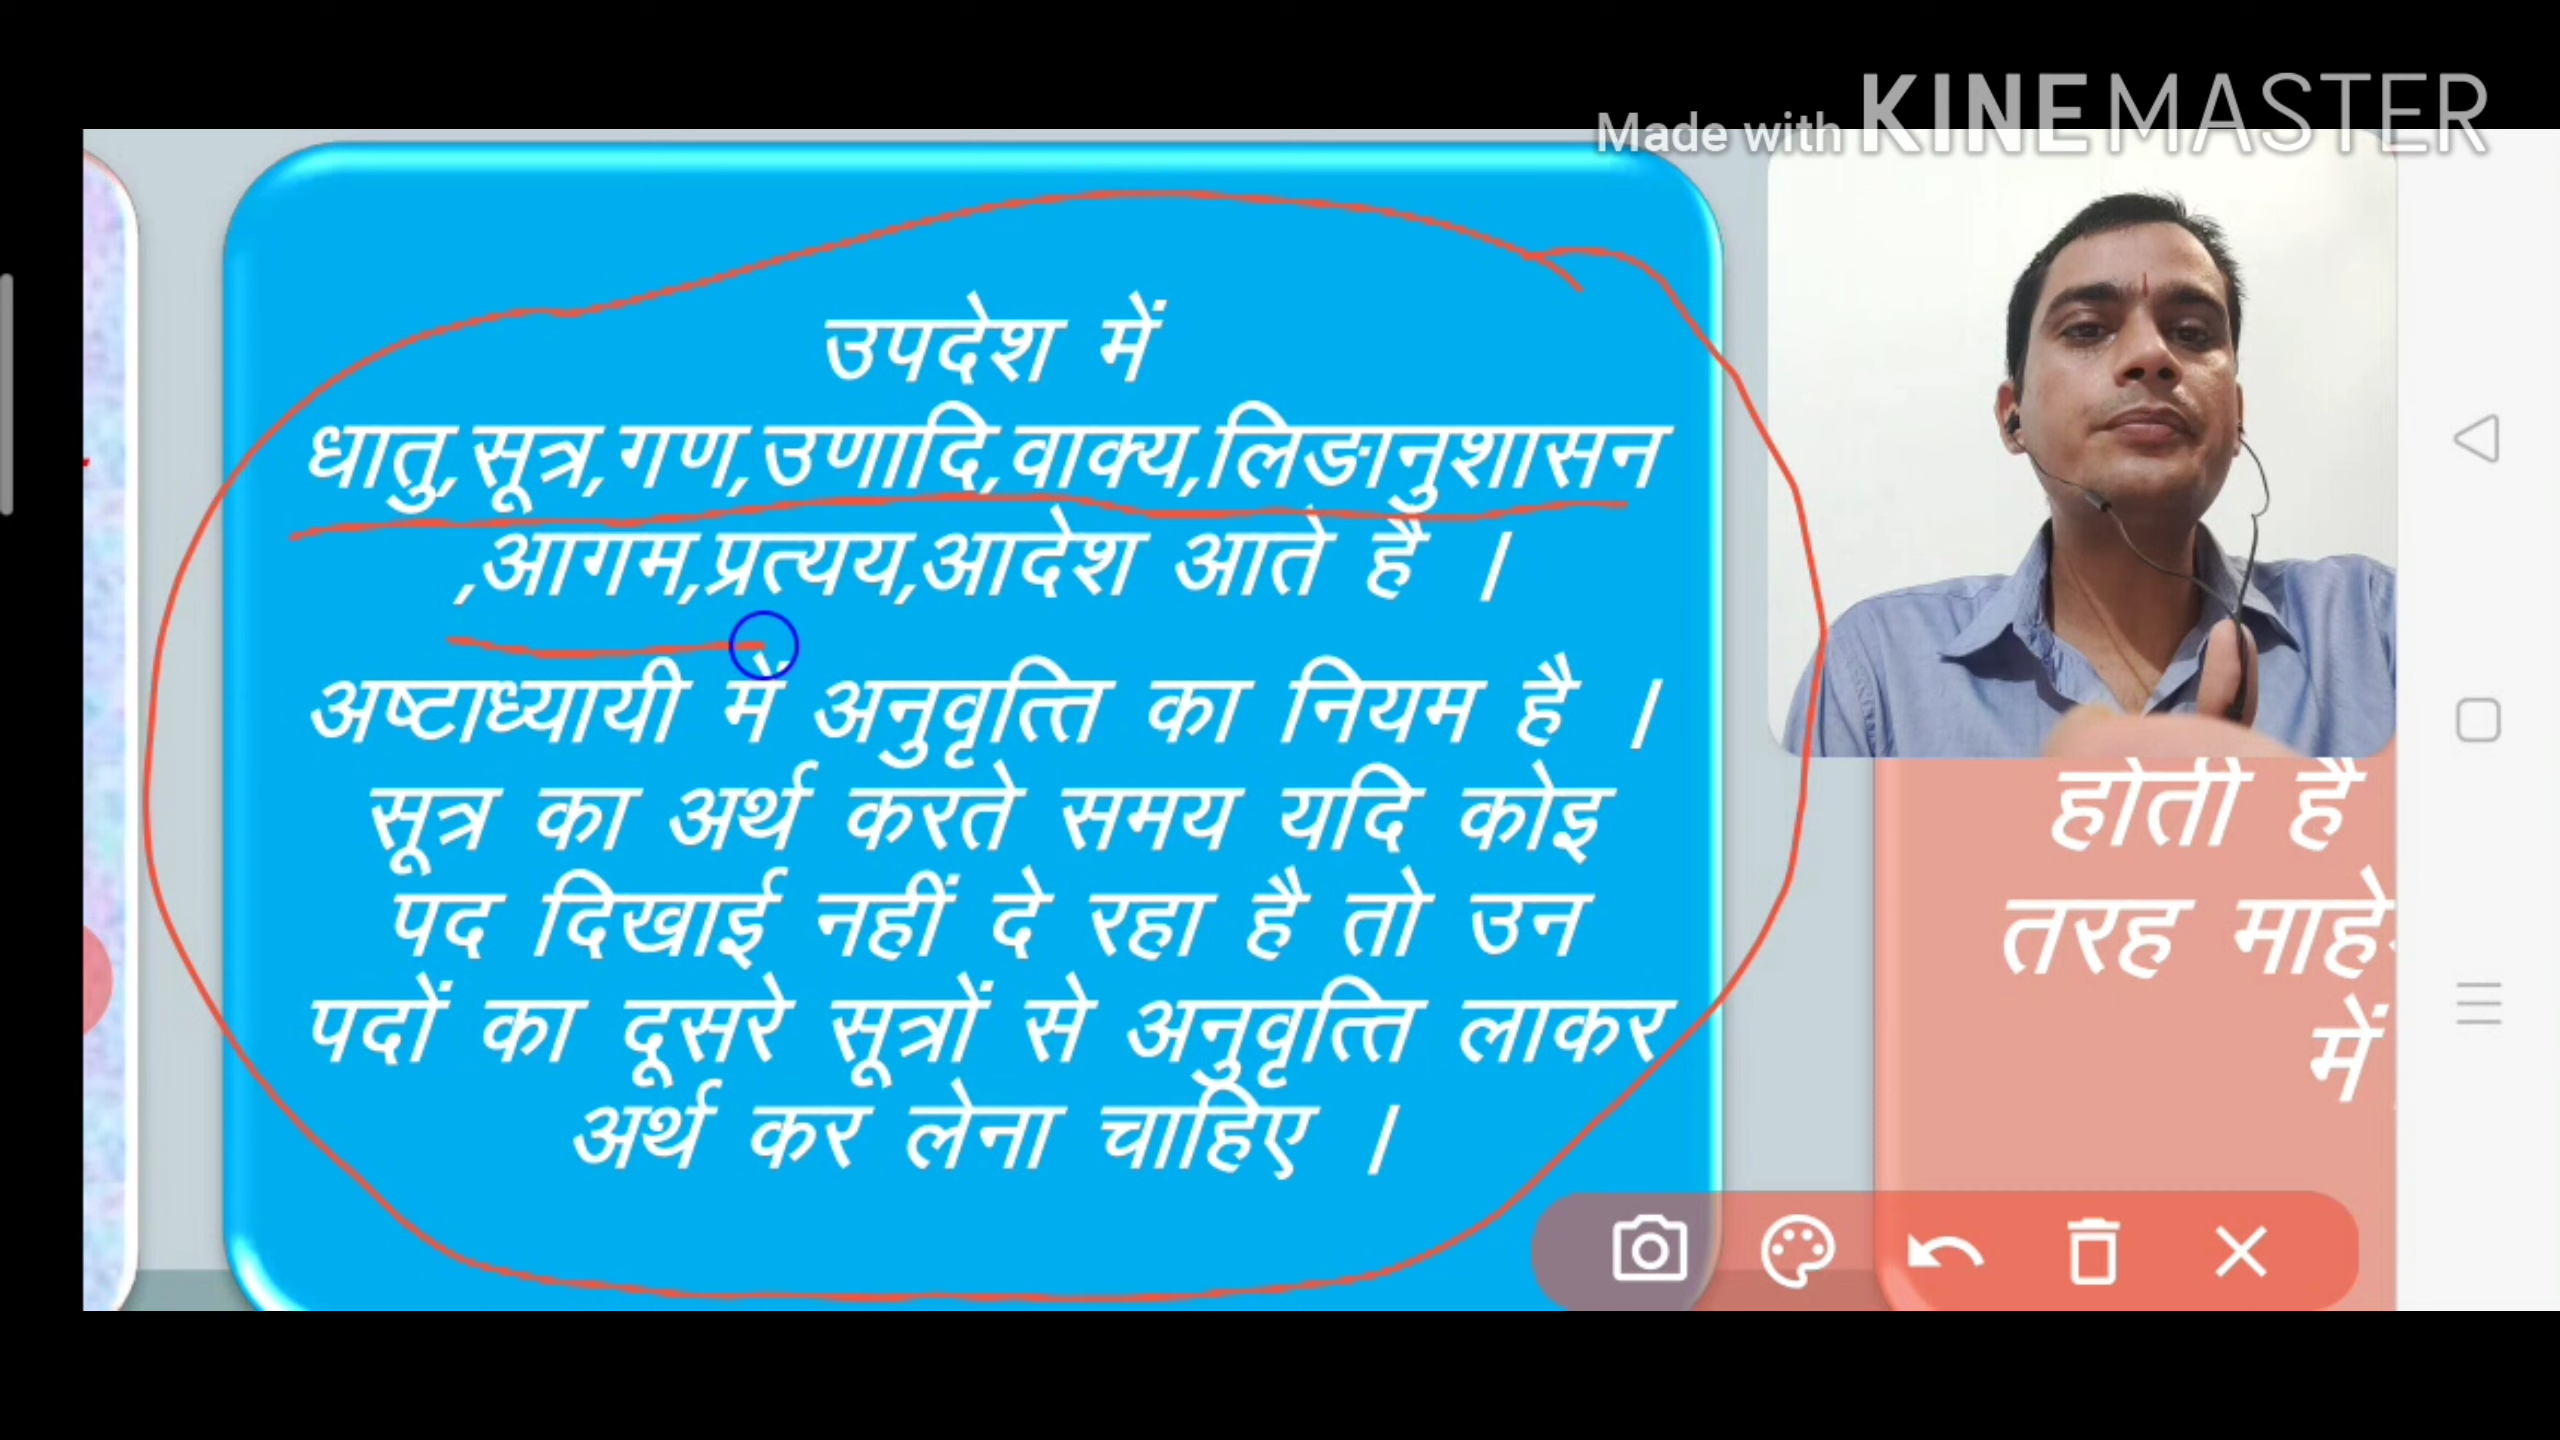 Made with KINEMASTER
उपदेश में
धातु,सूत्र,गण,उणादि,वाक्य,लिङानुशासन
,आगम,प्रत्यय,आदेश आते है ।
अष्टाध्यायी में अनुवृत्ति का नियम है ।
सूत्र का अर्थ करते समय यदि कोइ
पद दिखाई नहीं दे रहा है तो उन
पदों का दूसरे सूत्रों से अनुवृत्ति लाकर
अर्थ कर लेना चाहिए ।
होती है
तरह माहे
में